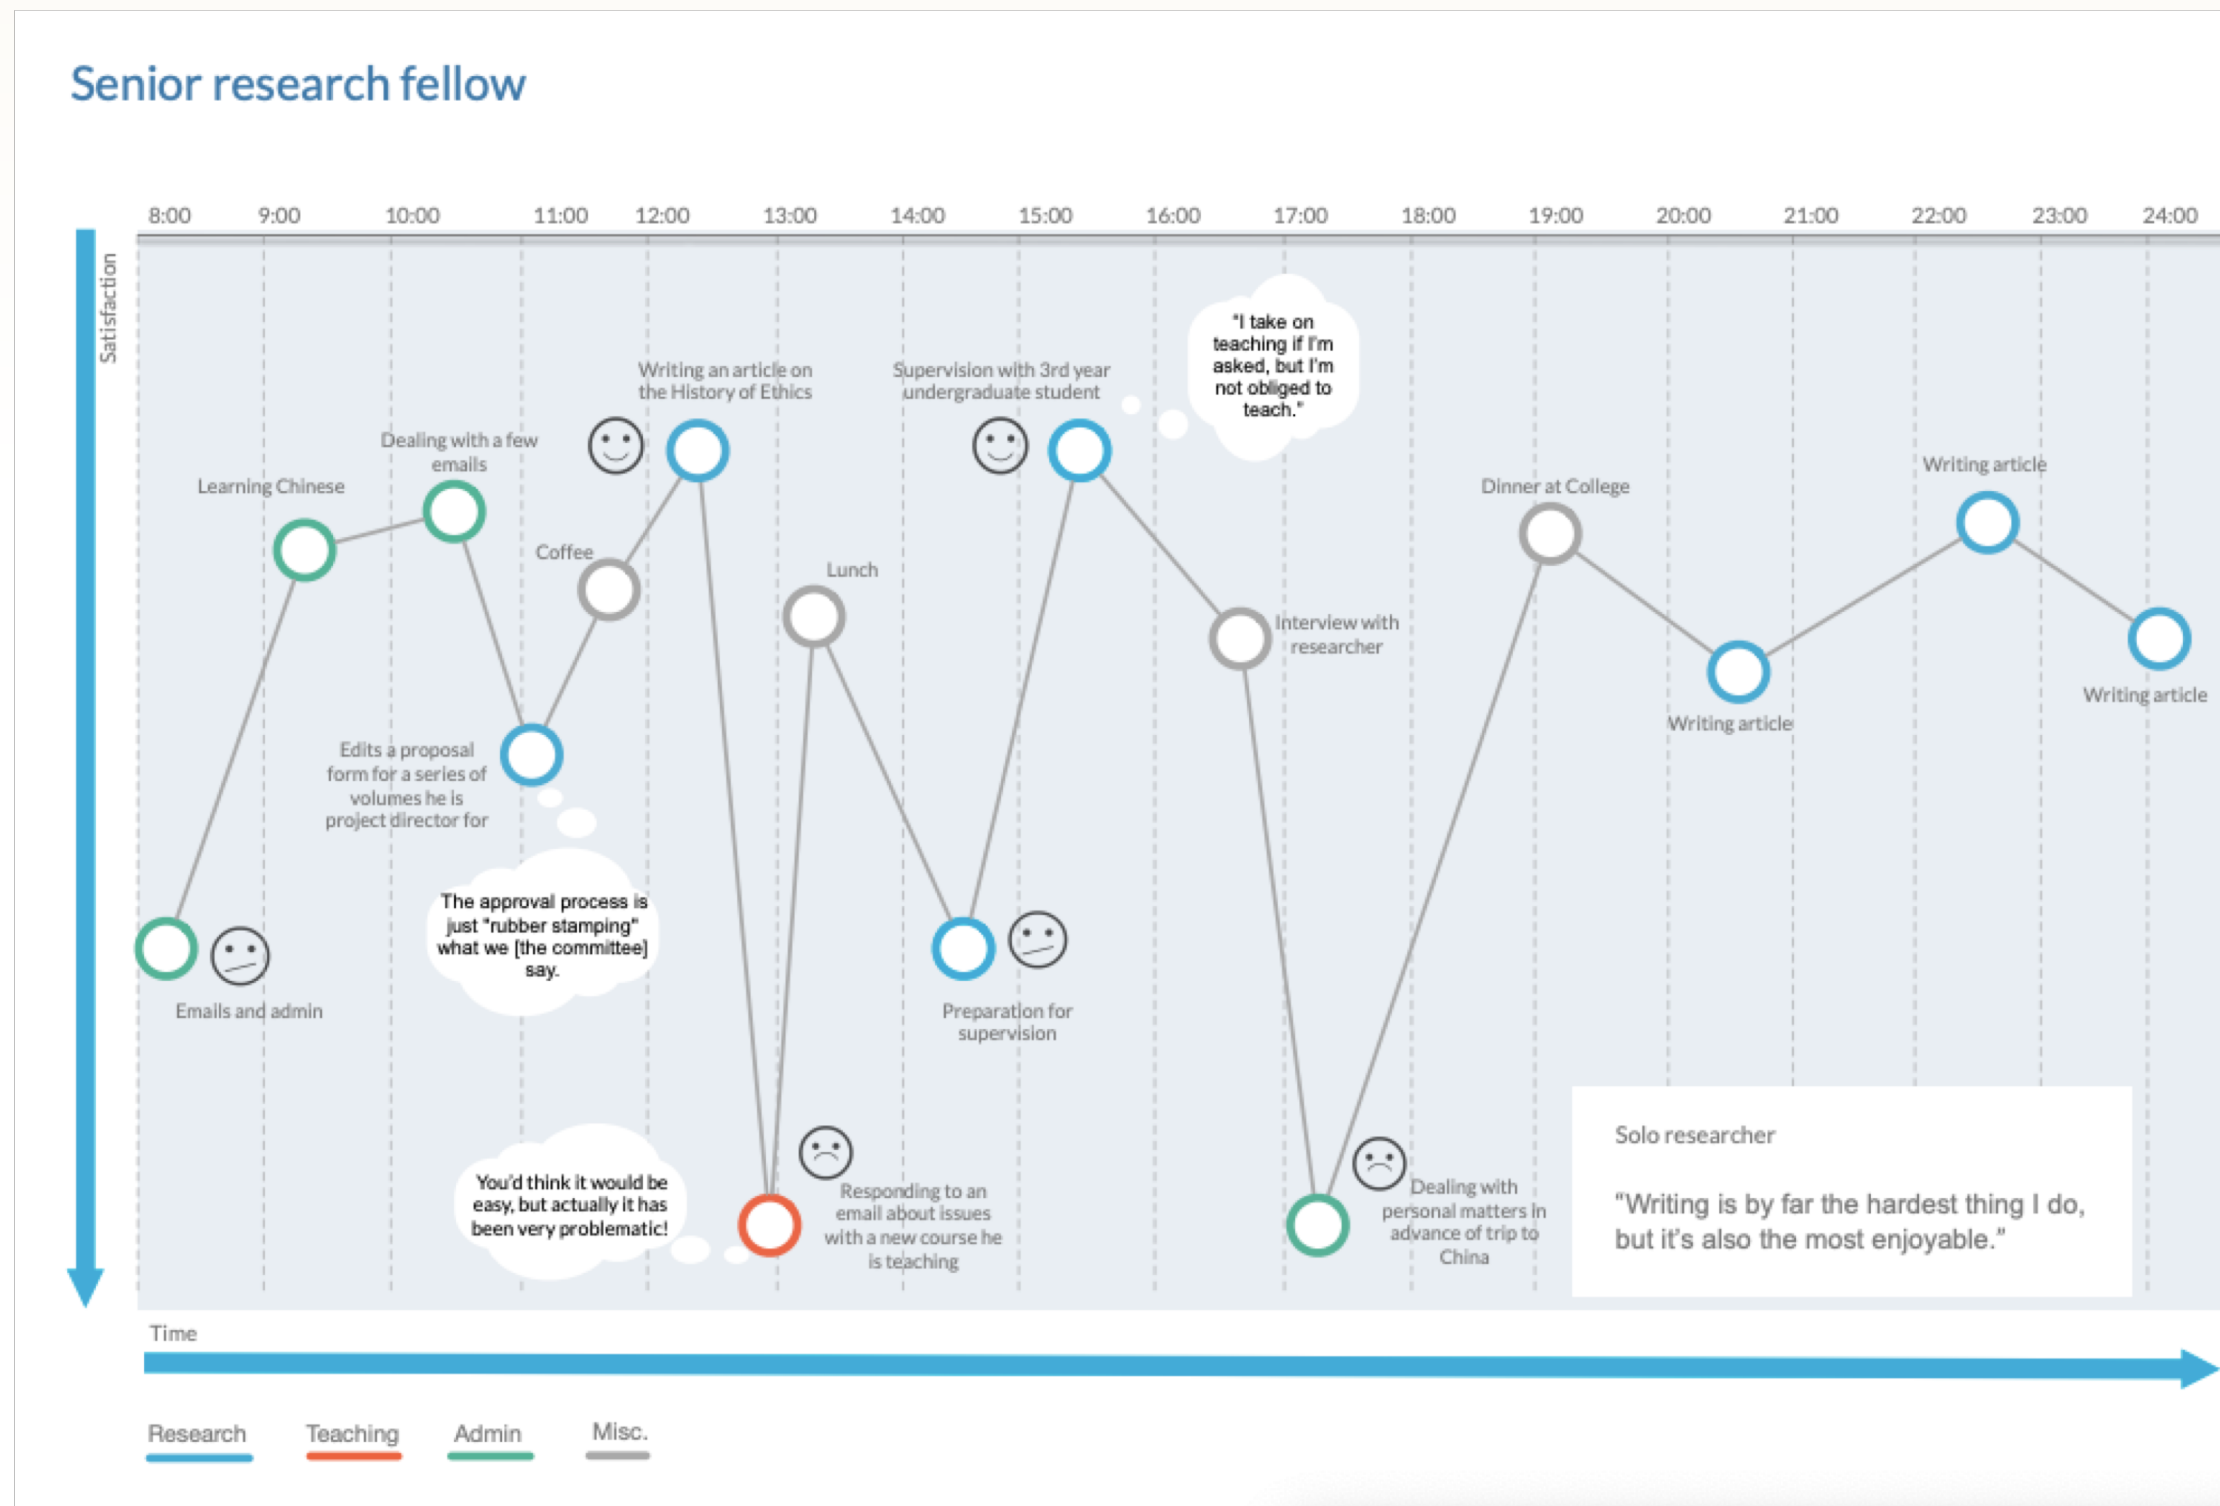 Senior research fellow
8:00 9:00 10:00 11:00 12:00 13:00 14:00 15:00 16:00 17:00 18:00 19:00 20:00 21:00 22:00 23:00 24:00
Satisfaction
Emails and admin
Learning Chinese
Dealing with a few
emails
Edits a proposal
form for a series of
volumes he is
project director for
The approval process is
just "rubber stamping"
what we [the committee]
say.
Coffee
Writing an article on
the History of Ethics
You'd think it would be
easy, but actually it has
been very problematic!
Responding to an
email about issues
with a new course he
is teaching
Lunch
Preparation for
supervision
Supervision with 3rd year
undergraduate student
"I take on
teaching if I'm
asked, but I'm
not obliged to
teach."
Interview with
researcher
Dealing with
personal matters in
advance of trip to
China
Dinner at College
Writing article
Writing article
Writing article
Solo researcher
"Writing is by far the hardest thing I do,
but it's also the most enjoyable."
Time
Research Teaching Admin Misc.